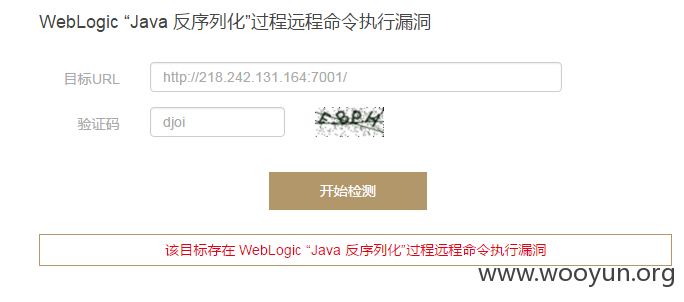 WebLogic “Java 反序列化”过程远程命令执行漏洞
目标URL http://218.242.131.164:7001/
验证码 djoi
开始检测
该目标存在 WebLogic “Java 反序列化”过程远程命令执行漏洞
www.wooyun.org